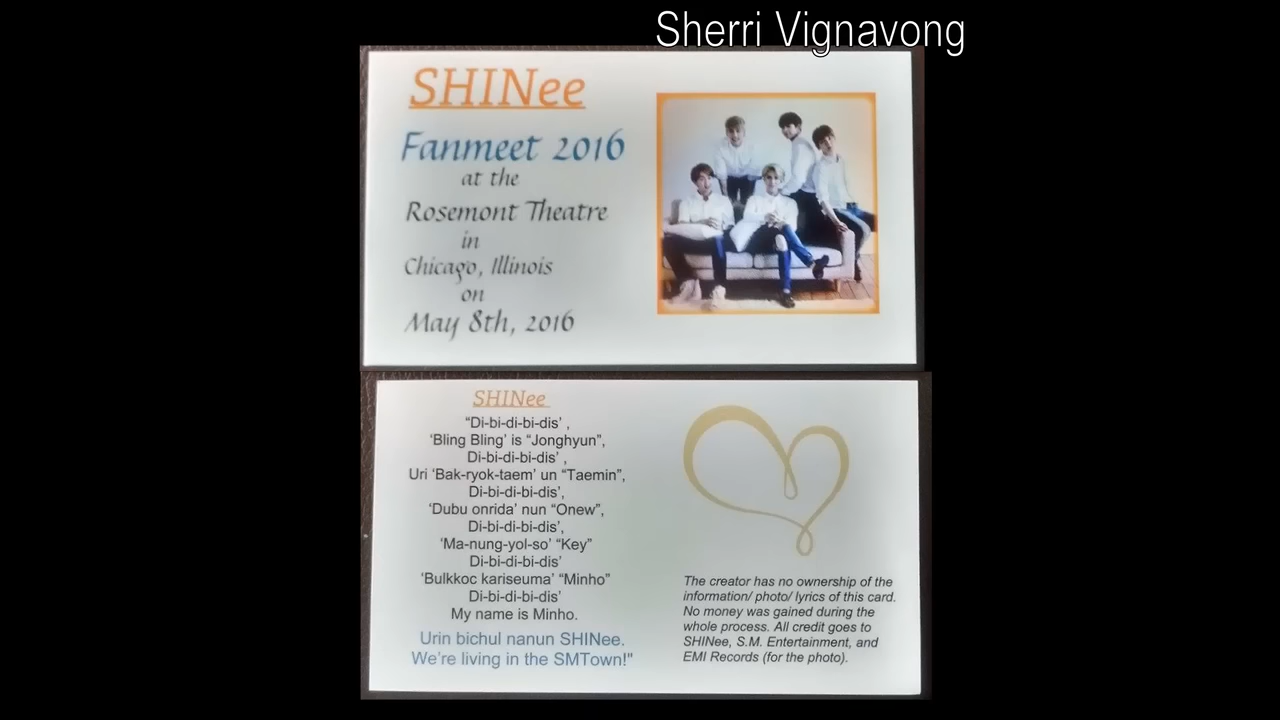 Sherri Vignavong
SHINee
Fanmeet 2016
at the
Rosemont Theatre
in
Chicago, Illinois
on
May 8th, 2016
SHINee
“Di-bi-di-bi-dis’ ,
‘Bling Bling’ is “Jonghyun”,
Di-bi-di-bi-dis’ ,
Uri ‘Bak-ryok-taem’ un “Taemin”,
Di-bi-di-bi-dis’,
‘Dubu onrida’ nun “Onew”,
Di-bi-di-bi-dis’,
‘Ma-nung-yol-so’ “Key”
Di-bi-di-bi-dis’
‘Bulkkoc kariseuma’ “Minho”
Di-bi-di-bi-dis’
My name is Minho.
Urin bichul nanun SHINee.
We’re living in the SMTown!"
The creator has no ownership of the
information/ photo/ lyrics of this card.
No money was gained during the
whole process. All credit goes to
SHINee, S.M. Entertainment, and
EMI Records (for the photo).